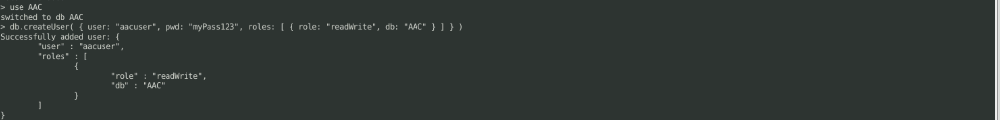 > use AAC
switched to db AAC
> db.createUser( { user: "aacuser", pwd: "myPass123", roles: [ { role: "readWrite", db: "AAC" } ] } )
Successfully added user: {
        "user" : "aacuser",
        "roles" : [
                {
                        "role" : "readWrite",
                        "db" : "AAC"
                }
        ]
}